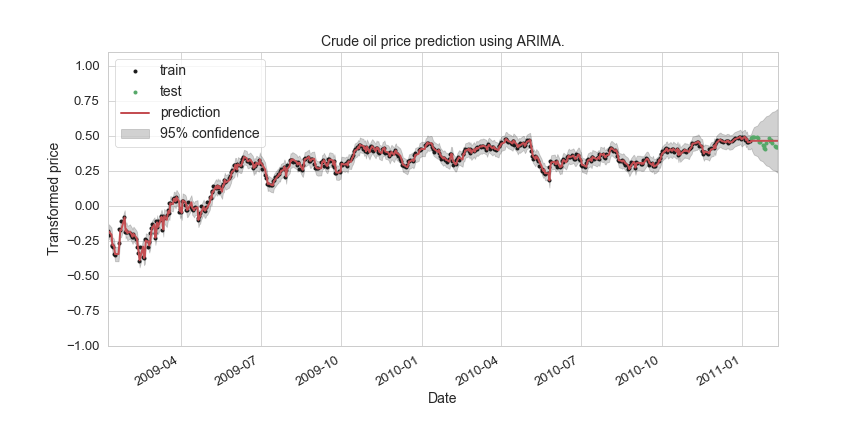 Crude oil price prediction using ARIMA.
1.00
0.75
0.50
0.25
0.00
−0.25
−0.50
−0.75
−1.00
Transformed price
train
test
prediction
95% confidence
2009-04
2009-07
2009-10
2010-01
2010-04
2010-07
2010-10
2011-01
Date